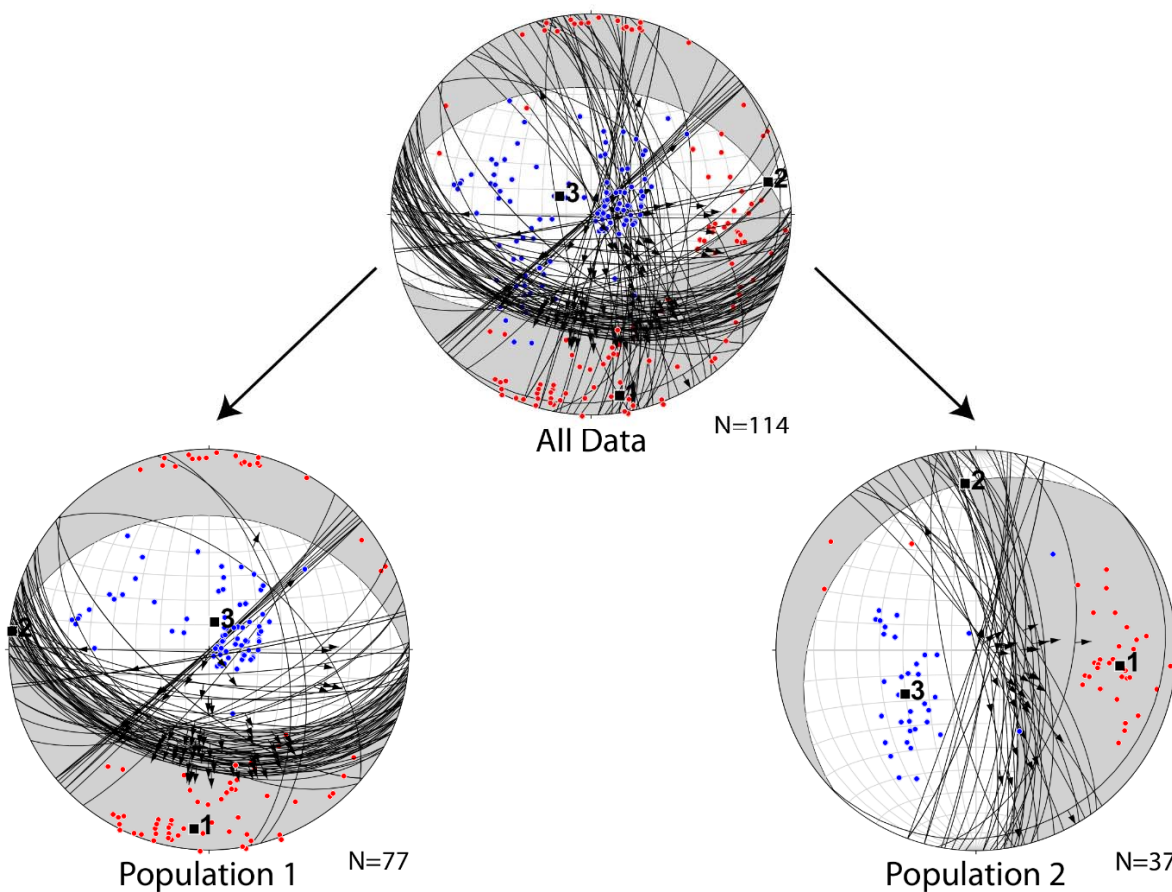 3
2
1
All Data
N=114
2
3
1
Population 1
N=77
2
1
3
Population 2
N=37